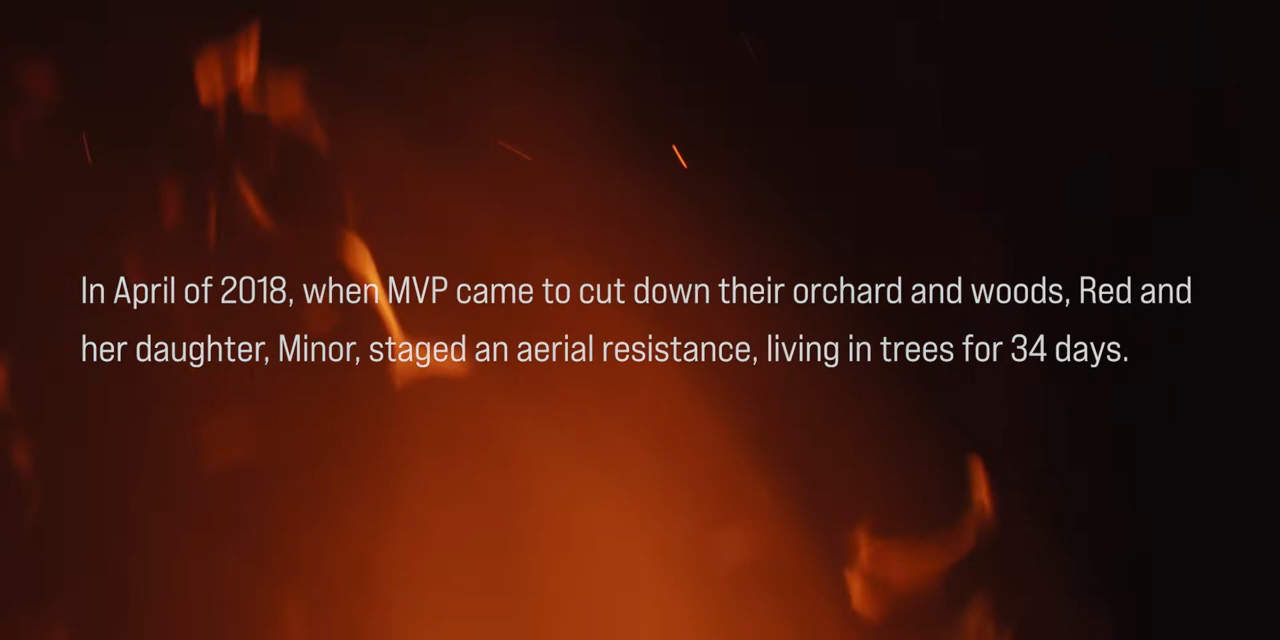 In April of 2018, when MVP came to cut down their orchard and woods, Red and
her daughter, Minor, staged an aerial resistance, living in trees for 34 days.